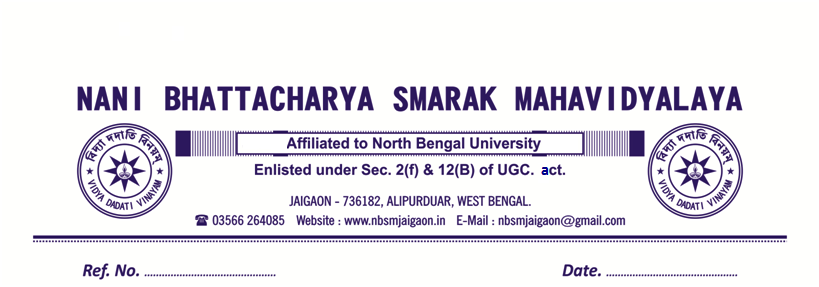 NANI BHATTACHARYA SMARAK MAHAVIDYALAYA
বিদ্যা দদাতি বিনয়ম্
VIDYA DADATI VINAYAM
Affiliated to North Bengal University
Enlisted under Sec. 2(f) & 12(B) of UGC. act.
JAIGAON - 736182, ALIPURDUAR, WEST BENGAL.
☎ 03566 264085 Website : www.nbsmjaigaon.in E-Mail : nbsmjaigaon@gmail.com
বিদ্যা দদাতি বিনয়ম্
VIDYA DADATI VINAYAM
Ref. No. ............................................. Date. .............................................